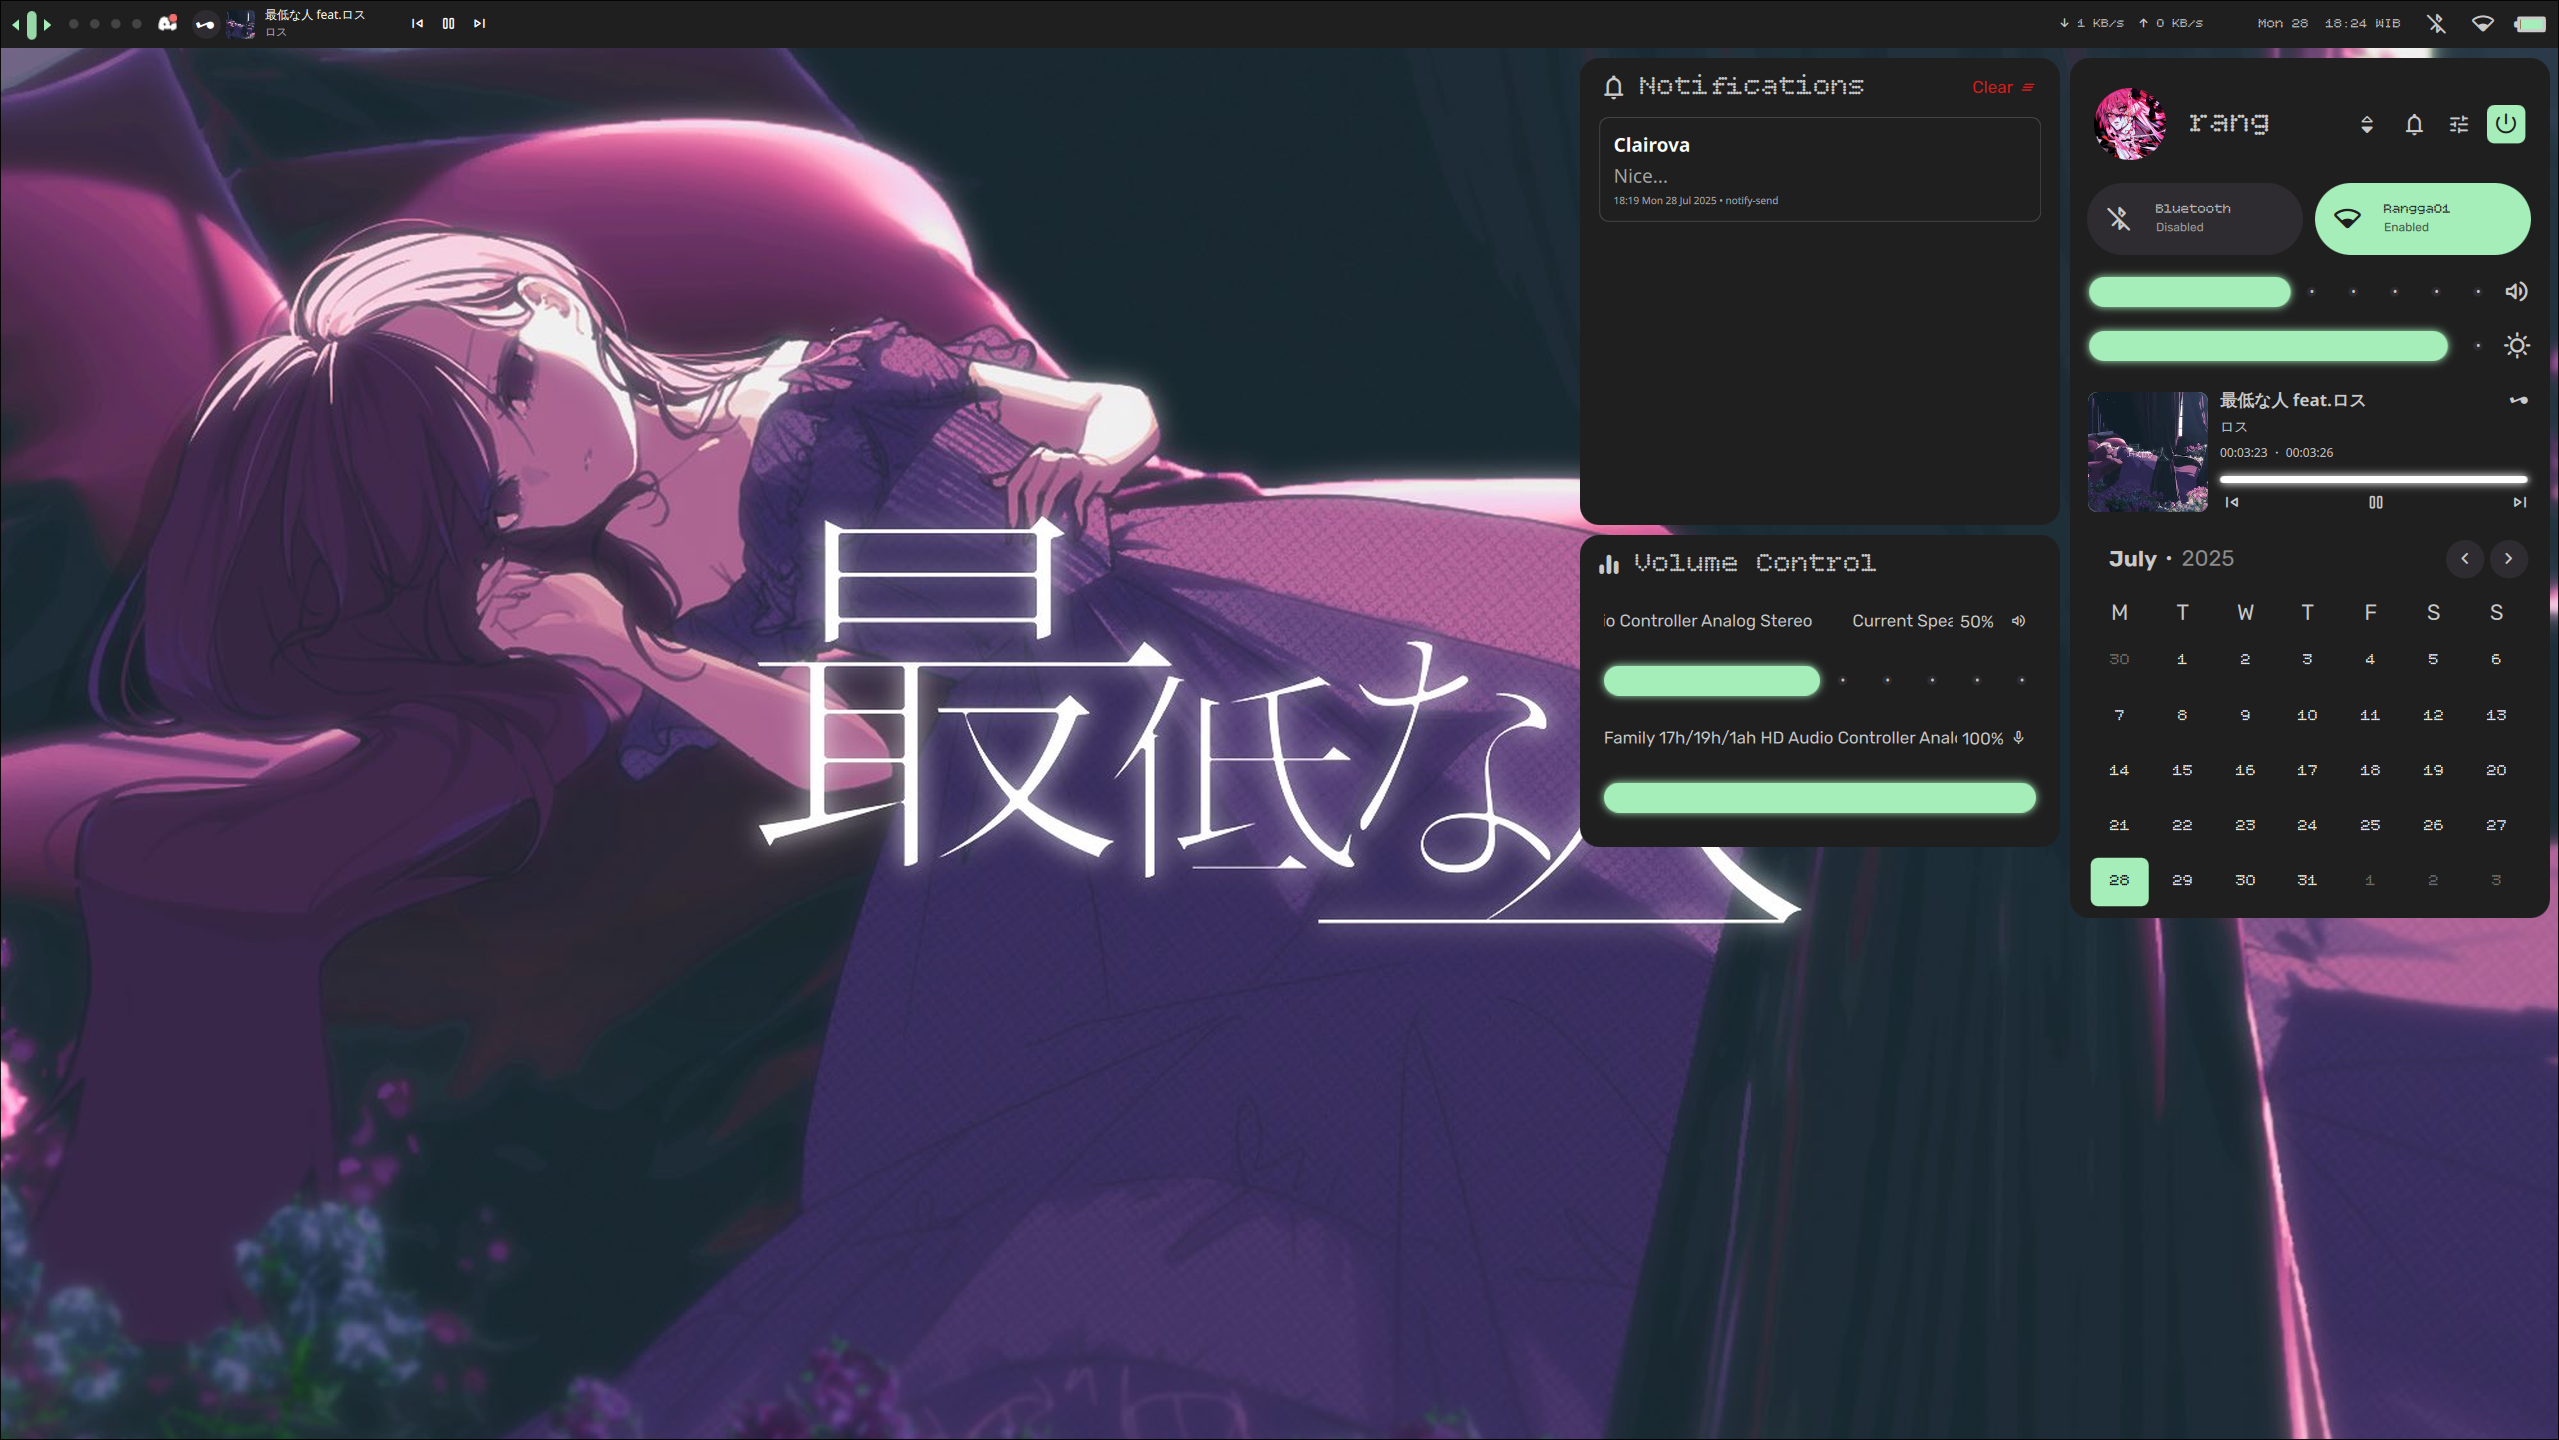 最低な人 feat.ロス
ロス
↓ 1 KB/s ↑ 0 KB/s
Mon 28 18:24 WIB
Notifications
Clear
Clairova
Nice...
18:19 Mon 28 Jul 2025 • notify-send
Volume Control
io Controller Analog Stereo Current Spea 50%
Family 17h/19h/1ah HD Audio Controller Anal 100%
rang
Bluetooth
Disabled
Rangga01
Enabled
最低な人 feat.ロス
ロス
00:03:23 · 00:03:26
July • 2025
M T W T F S S
30 1 2 3 4 5 6
7 8 9 10 11 12 13
14 15 16 17 18 19 20
21 22 23 24 25 26 27
28 29 30 31 1 2 3
最低な人